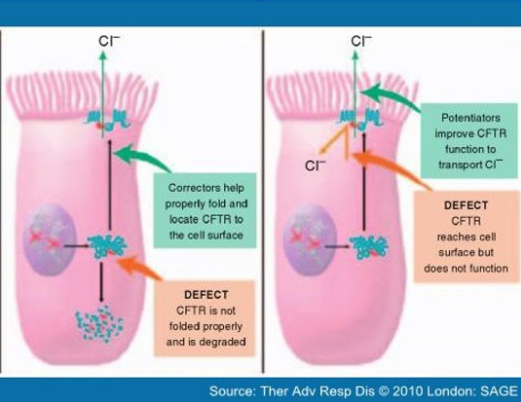 Cl⁻
Correctors help
properly fold and
locate CFTR to
the cell surface
DEFECT
CFTR is not
folded properly
and is degraded
Cl⁻
Cl⁻
Potentiators
improve CFTR
function to
transport Cl⁻
DEFECT
CFTR
reaches cell
surface but
does not function
Source: Ther Adv Resp Dis © 2010 London: SAGE